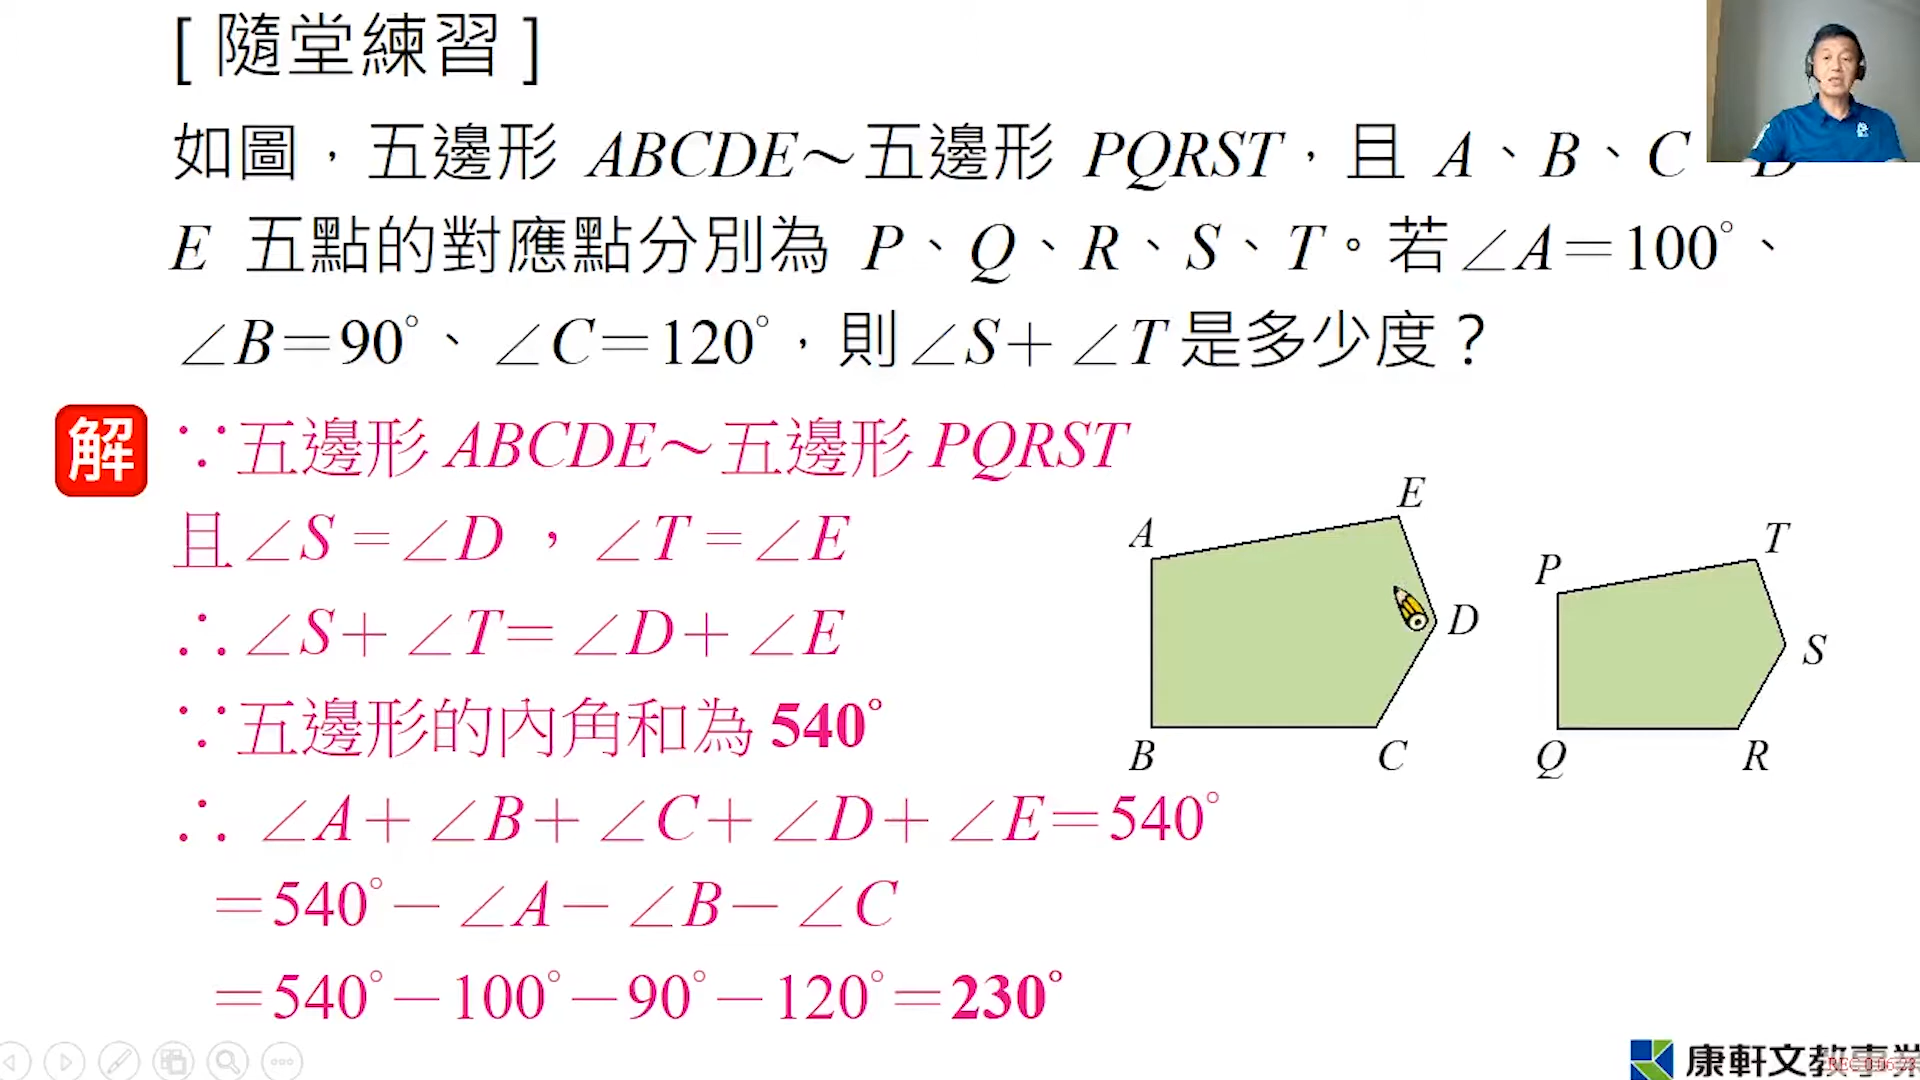 [ 隨堂練習 ]
如圖，五邊形 ABCDE～五邊形 PQRST，且 A、B、C、D
E 五點的對應點分別為 P、Q、R、S、T。若∠A＝100°、
∠B＝90°、∠C＝120°，則∠S＋∠T是多少度？
解
∵五邊形 ABCDE～五邊形 PQRST
且∠S＝∠D，∠T＝∠E
∴∠S＋∠T＝∠D＋∠E
∵五邊形的內角和為 540°
∴ ∠A＋∠B＋∠C＋∠D＋∠E＝540°
＝540°－∠A－∠B－∠C
＝540°－100°－90°－120°＝230°
E
A
D
B
C
T
P
S
Q
R
康軒文教事業